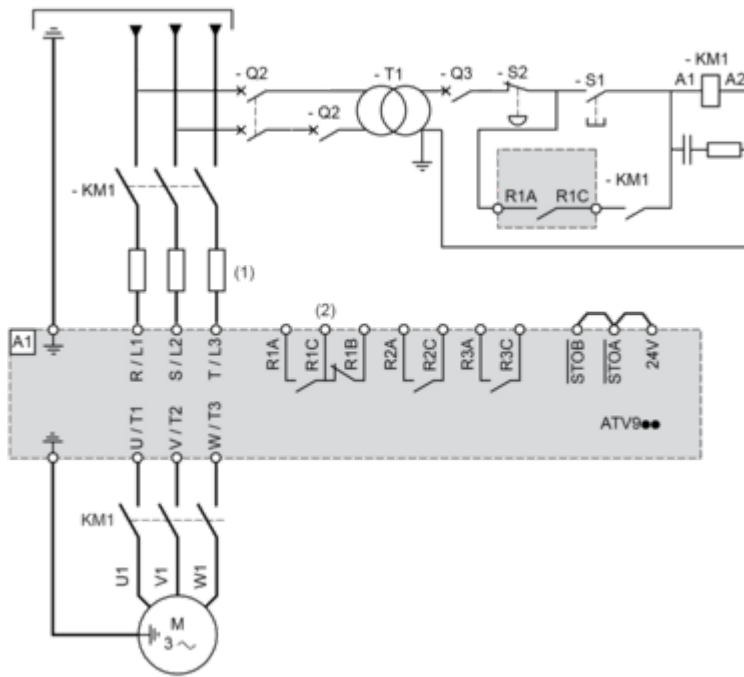 - Q2
- T1
- Q3
- S2
- S1
- KM1
A1 A2
- Q2
- KM1
R1A R1C
- KM1
(1)
(2)
A1
R / L1
S / L2
T / L3
R1A
R1C
R1B
R2A
R2C
R3A
R3C
STOB
STOA
24V
U / T1
V / T2
W / T3
ATV9●●
KM1
U1
V1
W1
M
3 ~